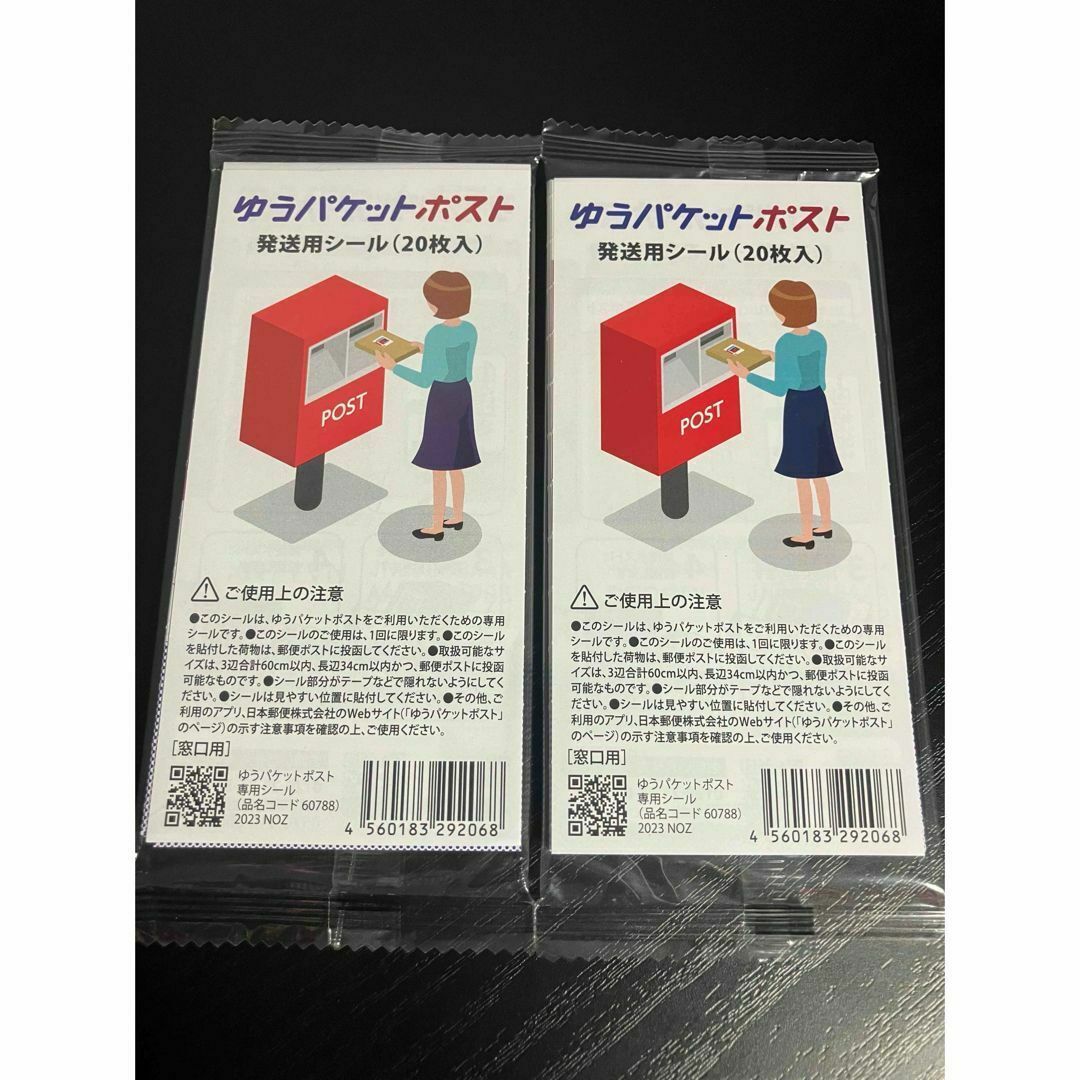 ゆうパケットポスト
発送用シール（20枚入）
POST
ご使用上の注意
●このシールは、ゆうパケットポストをご利用いただくための専用
シールです。●このシールのご使用は、1回に限ります。●このシール
を貼付した荷物は、郵便ポストに投函してください。●取扱可能なサ
イズは、3辺合計60cm以内、長辺34cm以内かつ、郵便ポストに投函
可能なものです。●シール部分がテープなどで隠れないようにしてく
ださい。●シールは見やすい位置に貼付してください。●その他、ご
利用のアプリ、日本郵便株式会社のWebサイト(「ゆうパケットポスト」
のページ)の示す注意事項を確認の上、ご使用ください。
［窓口用］
ゆうパケットポスト
専用シール
（品名コード 60788）
2023 NOZ
4 560183 292068
ゆうパケットポスト
発送用シール（20枚入）
POST
ご使用上の注意
●このシールは、ゆうパケットポストをご利用いただくための専用
シールです。●このシールのご使用は、1回に限ります。●このシール
を貼付した荷物は、郵便ポストに投函してください。●取扱可能なサ
イズは、3辺合計60cm以内、長辺34cm以内かつ、郵便ポストに投函
可能なものです。●シール部分がテープなどで隠れないようにしてく
ださい。●シールは見やすい位置に貼付してください。●その他、ご
利用のアプリ、日本郵便株式会社のWebサイト(「ゆうパケットポスト」
のページ)の示す注意事項を確認の上、ご使用ください。
［窓口用］
ゆうパケットポスト
専用シール
（品名コード 60788）
2023 NOZ
4 560183 292068